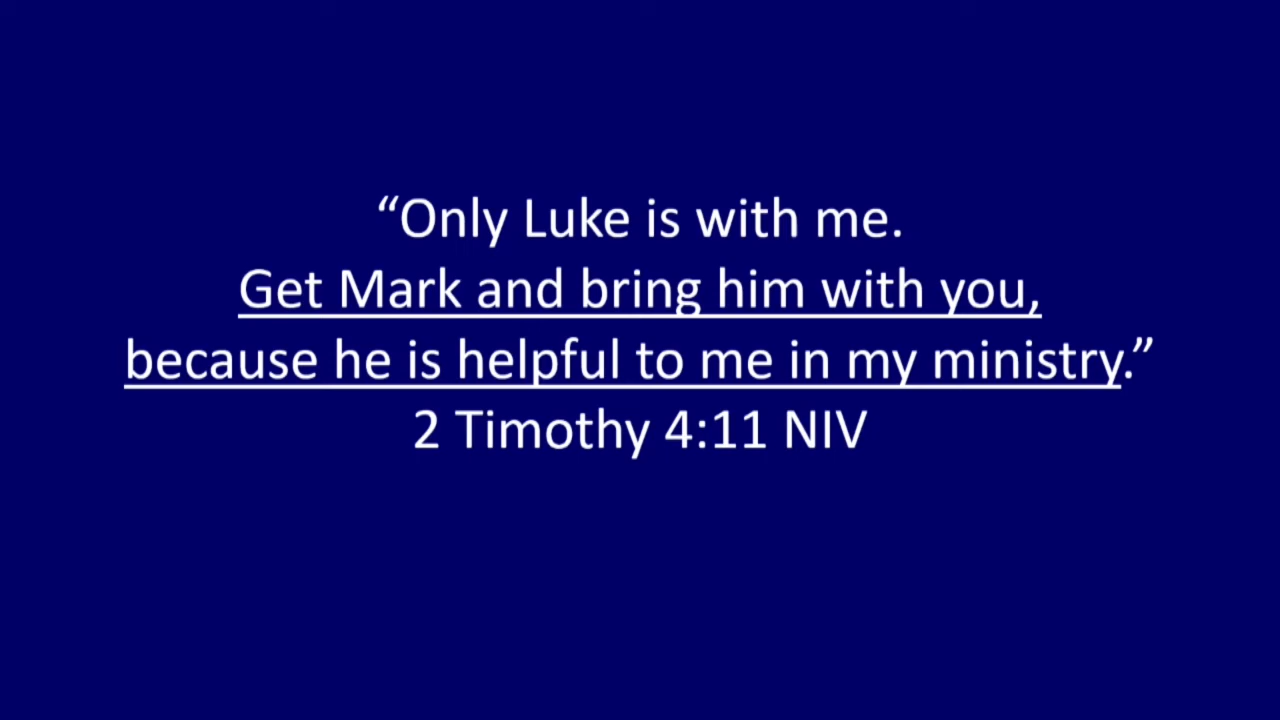 “Only Luke is with me.
Get Mark and bring him with you,
because he is helpful to me in my ministry.”
2 Timothy 4:11 NIV